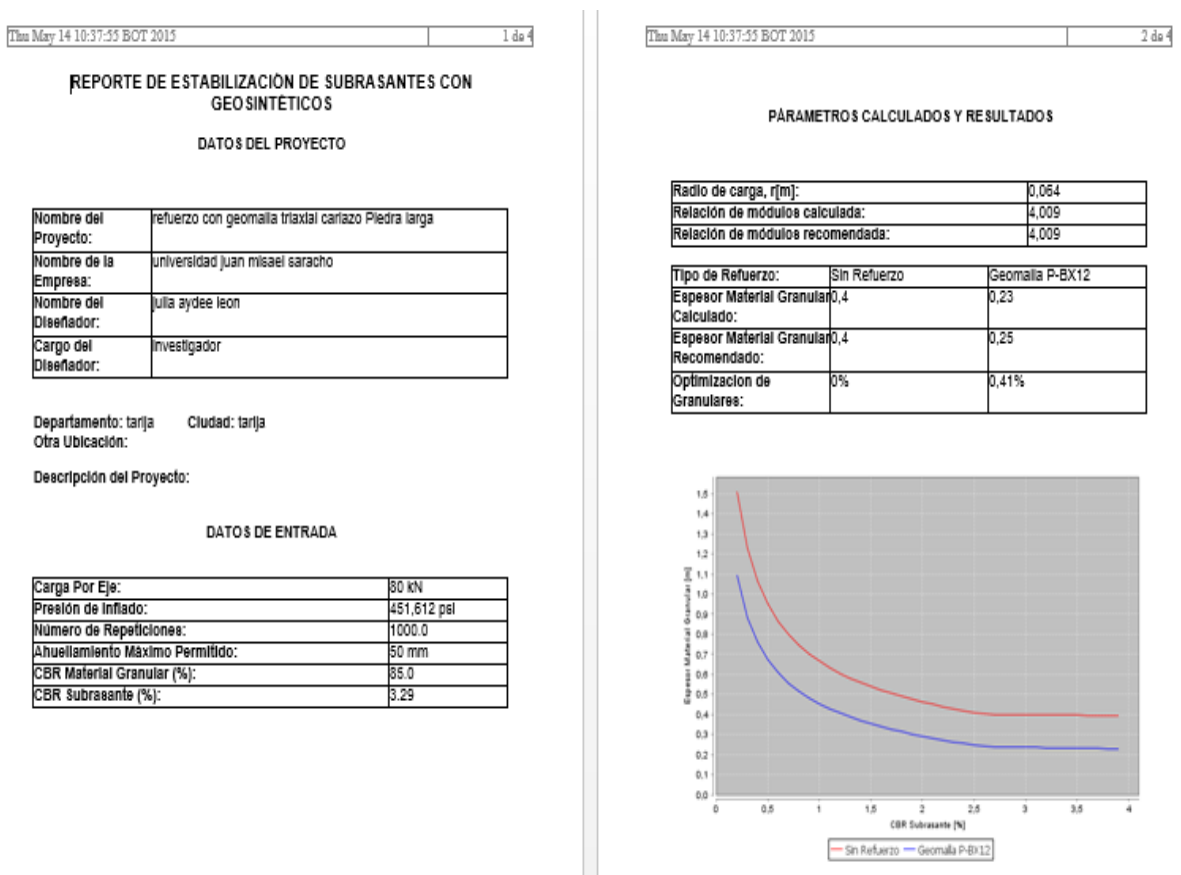 Thu May 14 10:37:55 BOT 2015 1 de 4
REPORTE DE ESTABILIZACIÓN DE SUBRASANTES CON
GEOSINTÉTICOS
DATOS DEL PROYECTO
Nombre del refuerzo con geomalla triaxial carlazo Piedra larga
Proyecto:
Nombre de la universidad juan misael saracho
Empresa:
Nombre del julia aydee leon
Diseñador:
Cargo del Investigador
Diseñador:
Departamento: tarija Ciudad: tarija
Otra Ubicación:
Descripción del Proyecto:
DATOS DE ENTRADA
Carga Por Eje: 80 kN
Presión de Inflado: 451,612 psi
Número de Repeticiones: 1000.0
Ahuellamiento Máximo Permitido: 50 mm
CBR Material Granular (%): 85.0
CBR Subrasante (%): 3.29
Thu May 14 10:37:55 BOT 2015 2 de 4
PÁRAMETROS CALCULADOS Y RESULTADOS
Radio de carga, r[m]: 0,064
Relación de módulos calculada: 4,009
Relación de módulos recomendada: 4,009
Tipo de Refuerzo: Sin Refuerzo Geomalla P-BX12
Espesor Material Granular 0,4 0,23
Calculado:
Espesor Material Granular 0,4 0,25
Recomendado:
Optimizacion de 0% 0,41%
Granulares:
Espesor Material Granular [m]
1,5
1,4
1,3
1,2
1,1
1,0
0,9
0,8
0,7
0,6
0,5
0,4
0,3
0,2
0,1
0,0
0 0,5 1 1,5 2 2,5 3 3,5 4
CBR Subrasante [%]
Sin Refuerzo Geomalla P-BX12